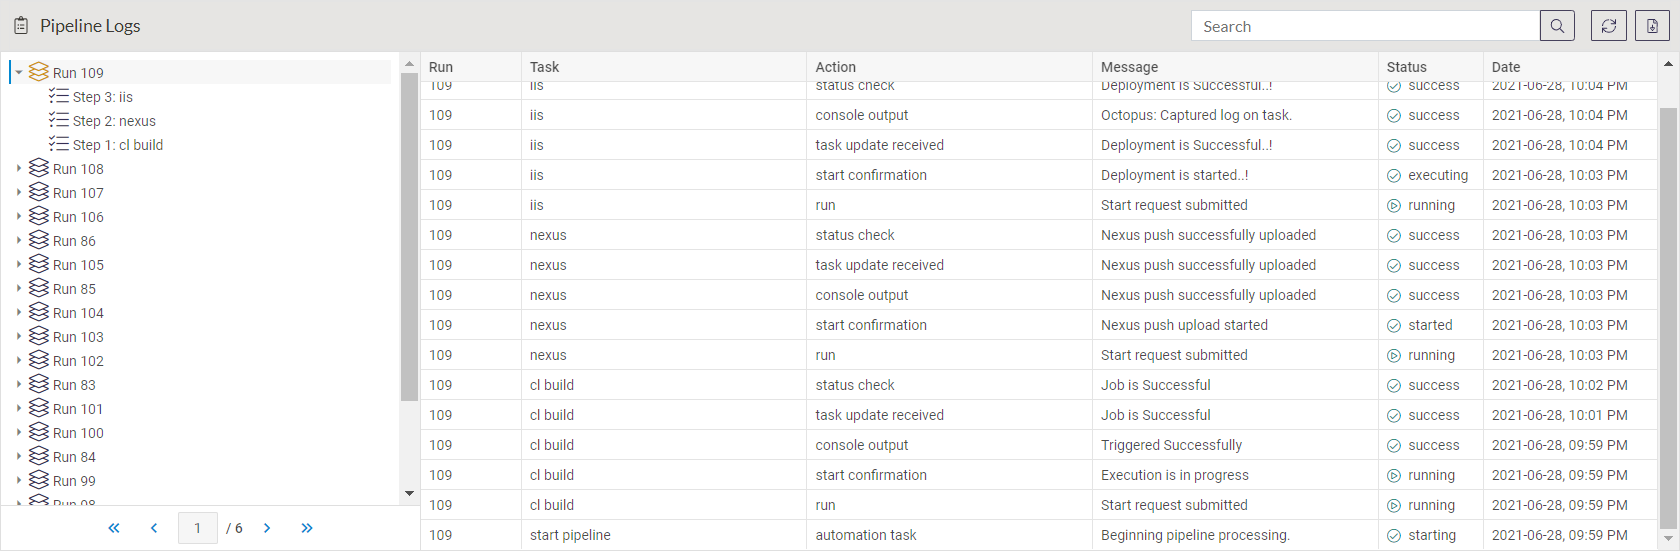 Pipeline Logs
Search
Run 109
Step 3: iis
Step 2: nexus
Step 1: cl build
Run 108
Run 107
Run 106
Run 86
Run 105
Run 85
Run 104
Run 103
Run 102
Run 83
Run 101
Run 100
Run 84
Run 99
Run 98
1 / 6
Run Task Action Message Status Date
109 iis status check Deployment is Successful..! success 2021-06-28, 10:04 PM
109 iis console output Octopus: Captured log on task. success 2021-06-28, 10:04 PM
109 iis task update received Deployment is Successful..! success 2021-06-28, 10:04 PM
109 iis start confirmation Deployment is started..! executing 2021-06-28, 10:03 PM
109 iis run Start request submitted running 2021-06-28, 10:03 PM
109 nexus status check Nexus push successfully uploaded success 2021-06-28, 10:03 PM
109 nexus task update received Nexus push successfully uploaded success 2021-06-28, 10:03 PM
109 nexus console output Nexus push successfully uploaded success 2021-06-28, 10:03 PM
109 nexus start confirmation Nexus push upload started started 2021-06-28, 10:03 PM
109 nexus run Start request submitted running 2021-06-28, 10:03 PM
109 cl build status check Job is Successful success 2021-06-28, 10:02 PM
109 cl build task update received Job is Successful success 2021-06-28, 10:01 PM
109 cl build console output Triggered Successfully success 2021-06-28, 09:59 PM
109 cl build start confirmation Execution is in progress running 2021-06-28, 09:59 PM
109 cl build run Start request submitted running 2021-06-28, 09:59 PM
109 start pipeline automation task Beginning pipeline processing. starting 2021-06-28, 09:59 PM